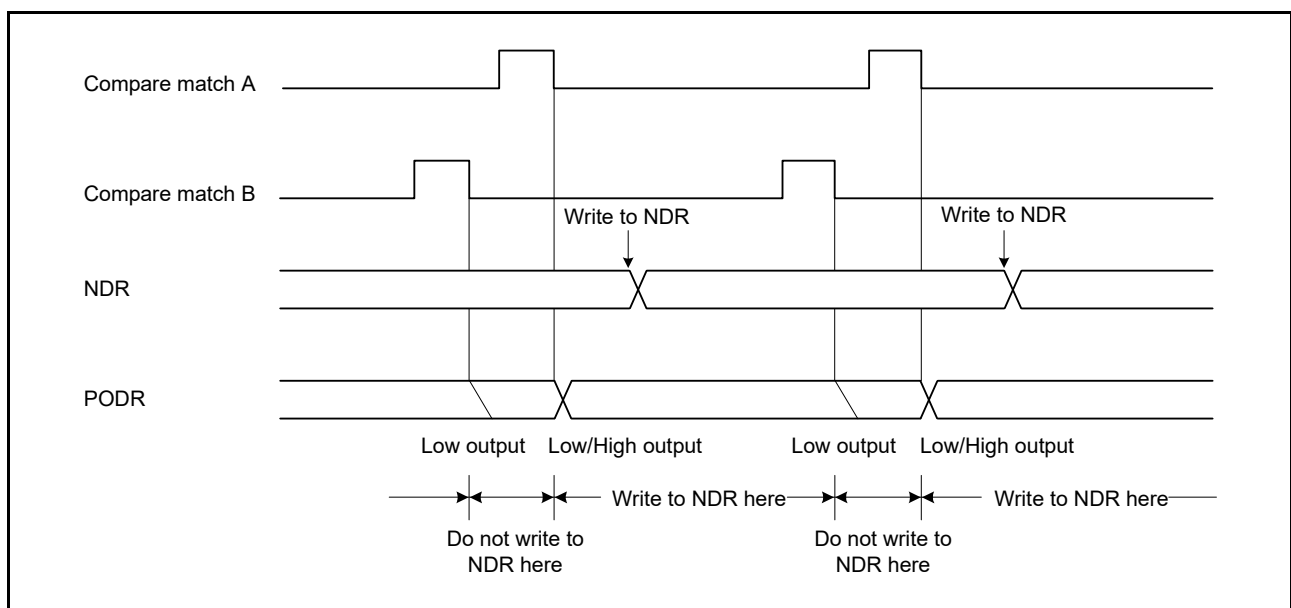 Compare match A
Compare match B
Write to NDR
Write to NDR
NDR
PODR
Low output
Low/High output
Low output
Low/High output
Write to NDR here
Write to NDR here
Do not write to
NDR here
Do not write to
NDR here